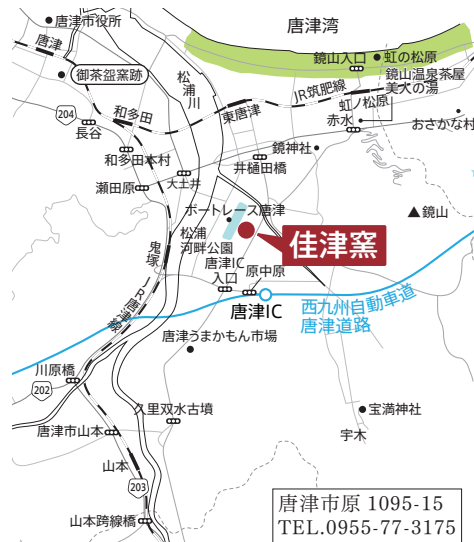 唐津市役所
唐津湾
唐津
鏡山入口
虹の松原
御茶盌窯跡
松浦川
JR筑肥線
鏡山温泉茶屋
美人の湯
204
和多田
東唐津
虹ノ松原
おさかな村
長谷
赤水
和多田本村
鏡神社
井樋田橋
瀬田原
大土井
ボートレース唐津
鏡山
松浦
河畔公園
佳津窯
鬼塚
唐津IC
入口
原中原
JR唐津線
唐津IC
西九州自動車道
唐津道路
唐津うまかもん市場
川原橋
202
久里双水古墳
宝満神社
唐津市山本
宇木
山本
203
山本跨線橋
唐津市原 1095-15
TEL.0955-77-3175